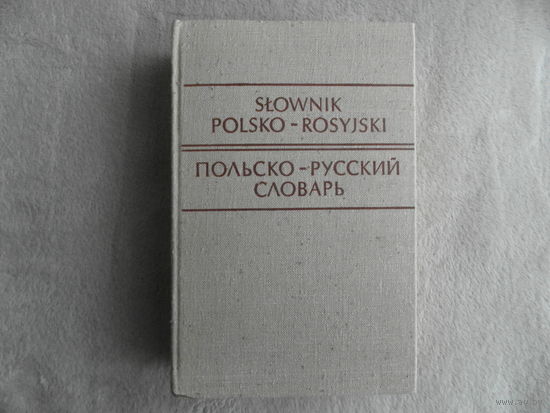 SŁOWNIK
POLSKO-ROSYJSKI
ПОЛЬСКО-РУССКИЙ
СЛОВАРЬ